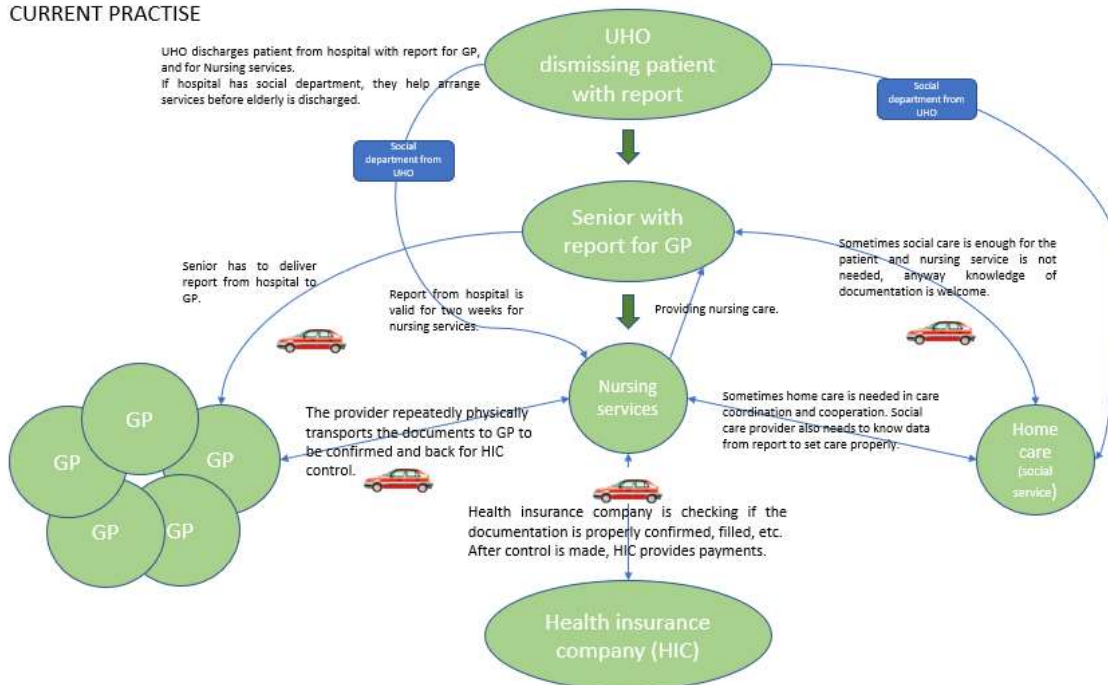 CURRENT PRACTISE
UHO discharges patient from hospital with report for GP,
and for Nursing services.
If hospital has social department, they help arrange
services before elderly is discharged.
UHO
dismissing patient
with report
Social
department from
UHO
Social
department from
UHO
Senior with
report for GP
Senior has to deliver
report from hospital to
GP.
Report from hospital is
valid for two weeks for
nursing services.
Providing nursing care.
Sometimes social care is enough for the
patient and nursing service is not
needed, anyway knowledge of
documentation is welcome.
GP
GP
GP
GP
GP
The provider repeatedly physically
transports the documents to GP to
be confirmed and back for HIC
control.
Nursing
services
Sometimes home care is needed in care
coordination and cooperation. Social
care provider also needs to know data
from report to set care properly.
Home
care
(social
service)
Health insurance company is checking if the
documentation is properly confirmed, filled, etc.
After control is made, HIC provides payments.
Health insurance
company (HIC)